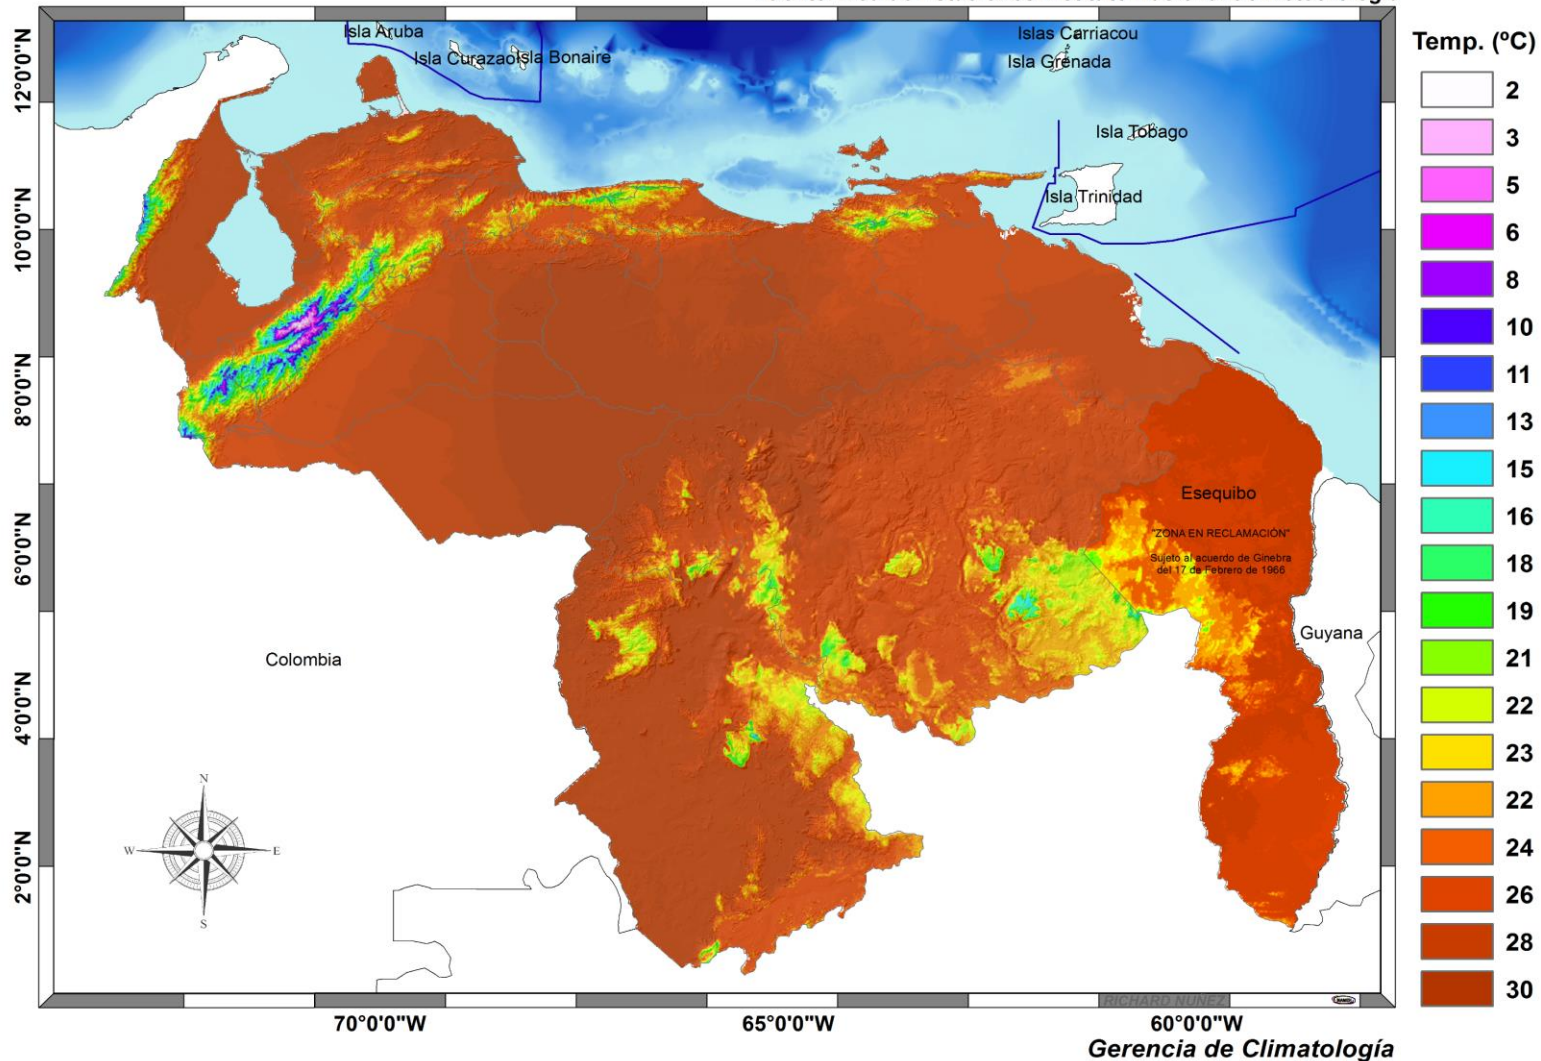 Isla Aruba
Isla Curazao
Isla Bonaire
Islas Carriacou
Isla Grenada
Isla Tobago
Isla Trinidad
Temp. (ºC)
2
3
5
6
8
10
11
13
15
16
18
19
21
22
23
22
24
26
28
30
12°0'0"N
10°0'0"N
8°0'0"N
6°0'0"N
4°0'0"N
2°0'0"N
Esequibo
"ZONA EN RECLAMACIÓN"
Sujeto al acuerdo de Ginebra
del 17 de Febrero de 1966
Guyana
Colombia
N
W
E
S
RICHARD NUÑEZ
70°0'0"W
65°0'0"W
60°0'0"W
Gerencia de Climatología